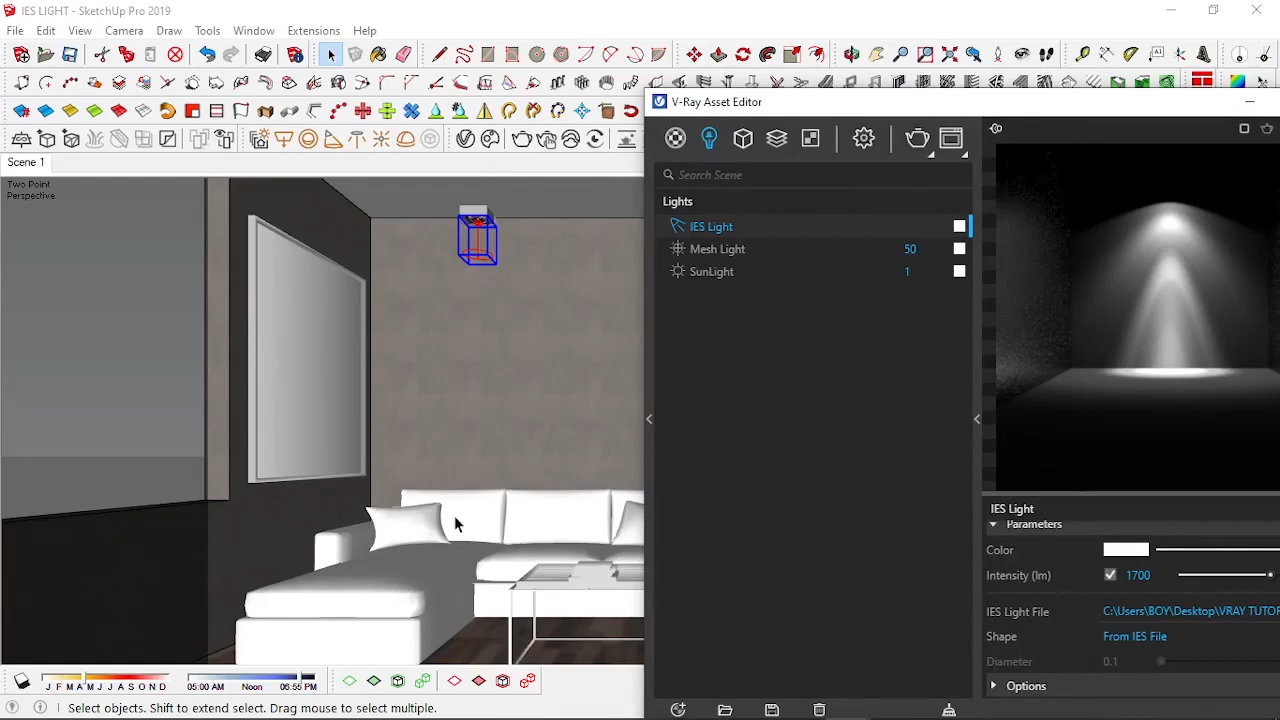 IES LIGHT - SketchUp Pro 2019
File Edit View Camera Draw Tools Window Extensions Help
V-Ray Asset Editor
Scene 1
Two Point
Perspective
Search Scene
Lights
IES Light
Mesh Light 50
SunLight 1
IES Light
Parameters
Color
Intensity (lm) 1700
IES Light File C:\Users\BOY\Desktop\VRAY TUTOR
Shape From IES File
Diameter 0.1
Options
J F M A M J J A S O N D 05:00 AM Noon 06:55 PM
Select objects. Shift to extend select. Drag mouse to select multiple.